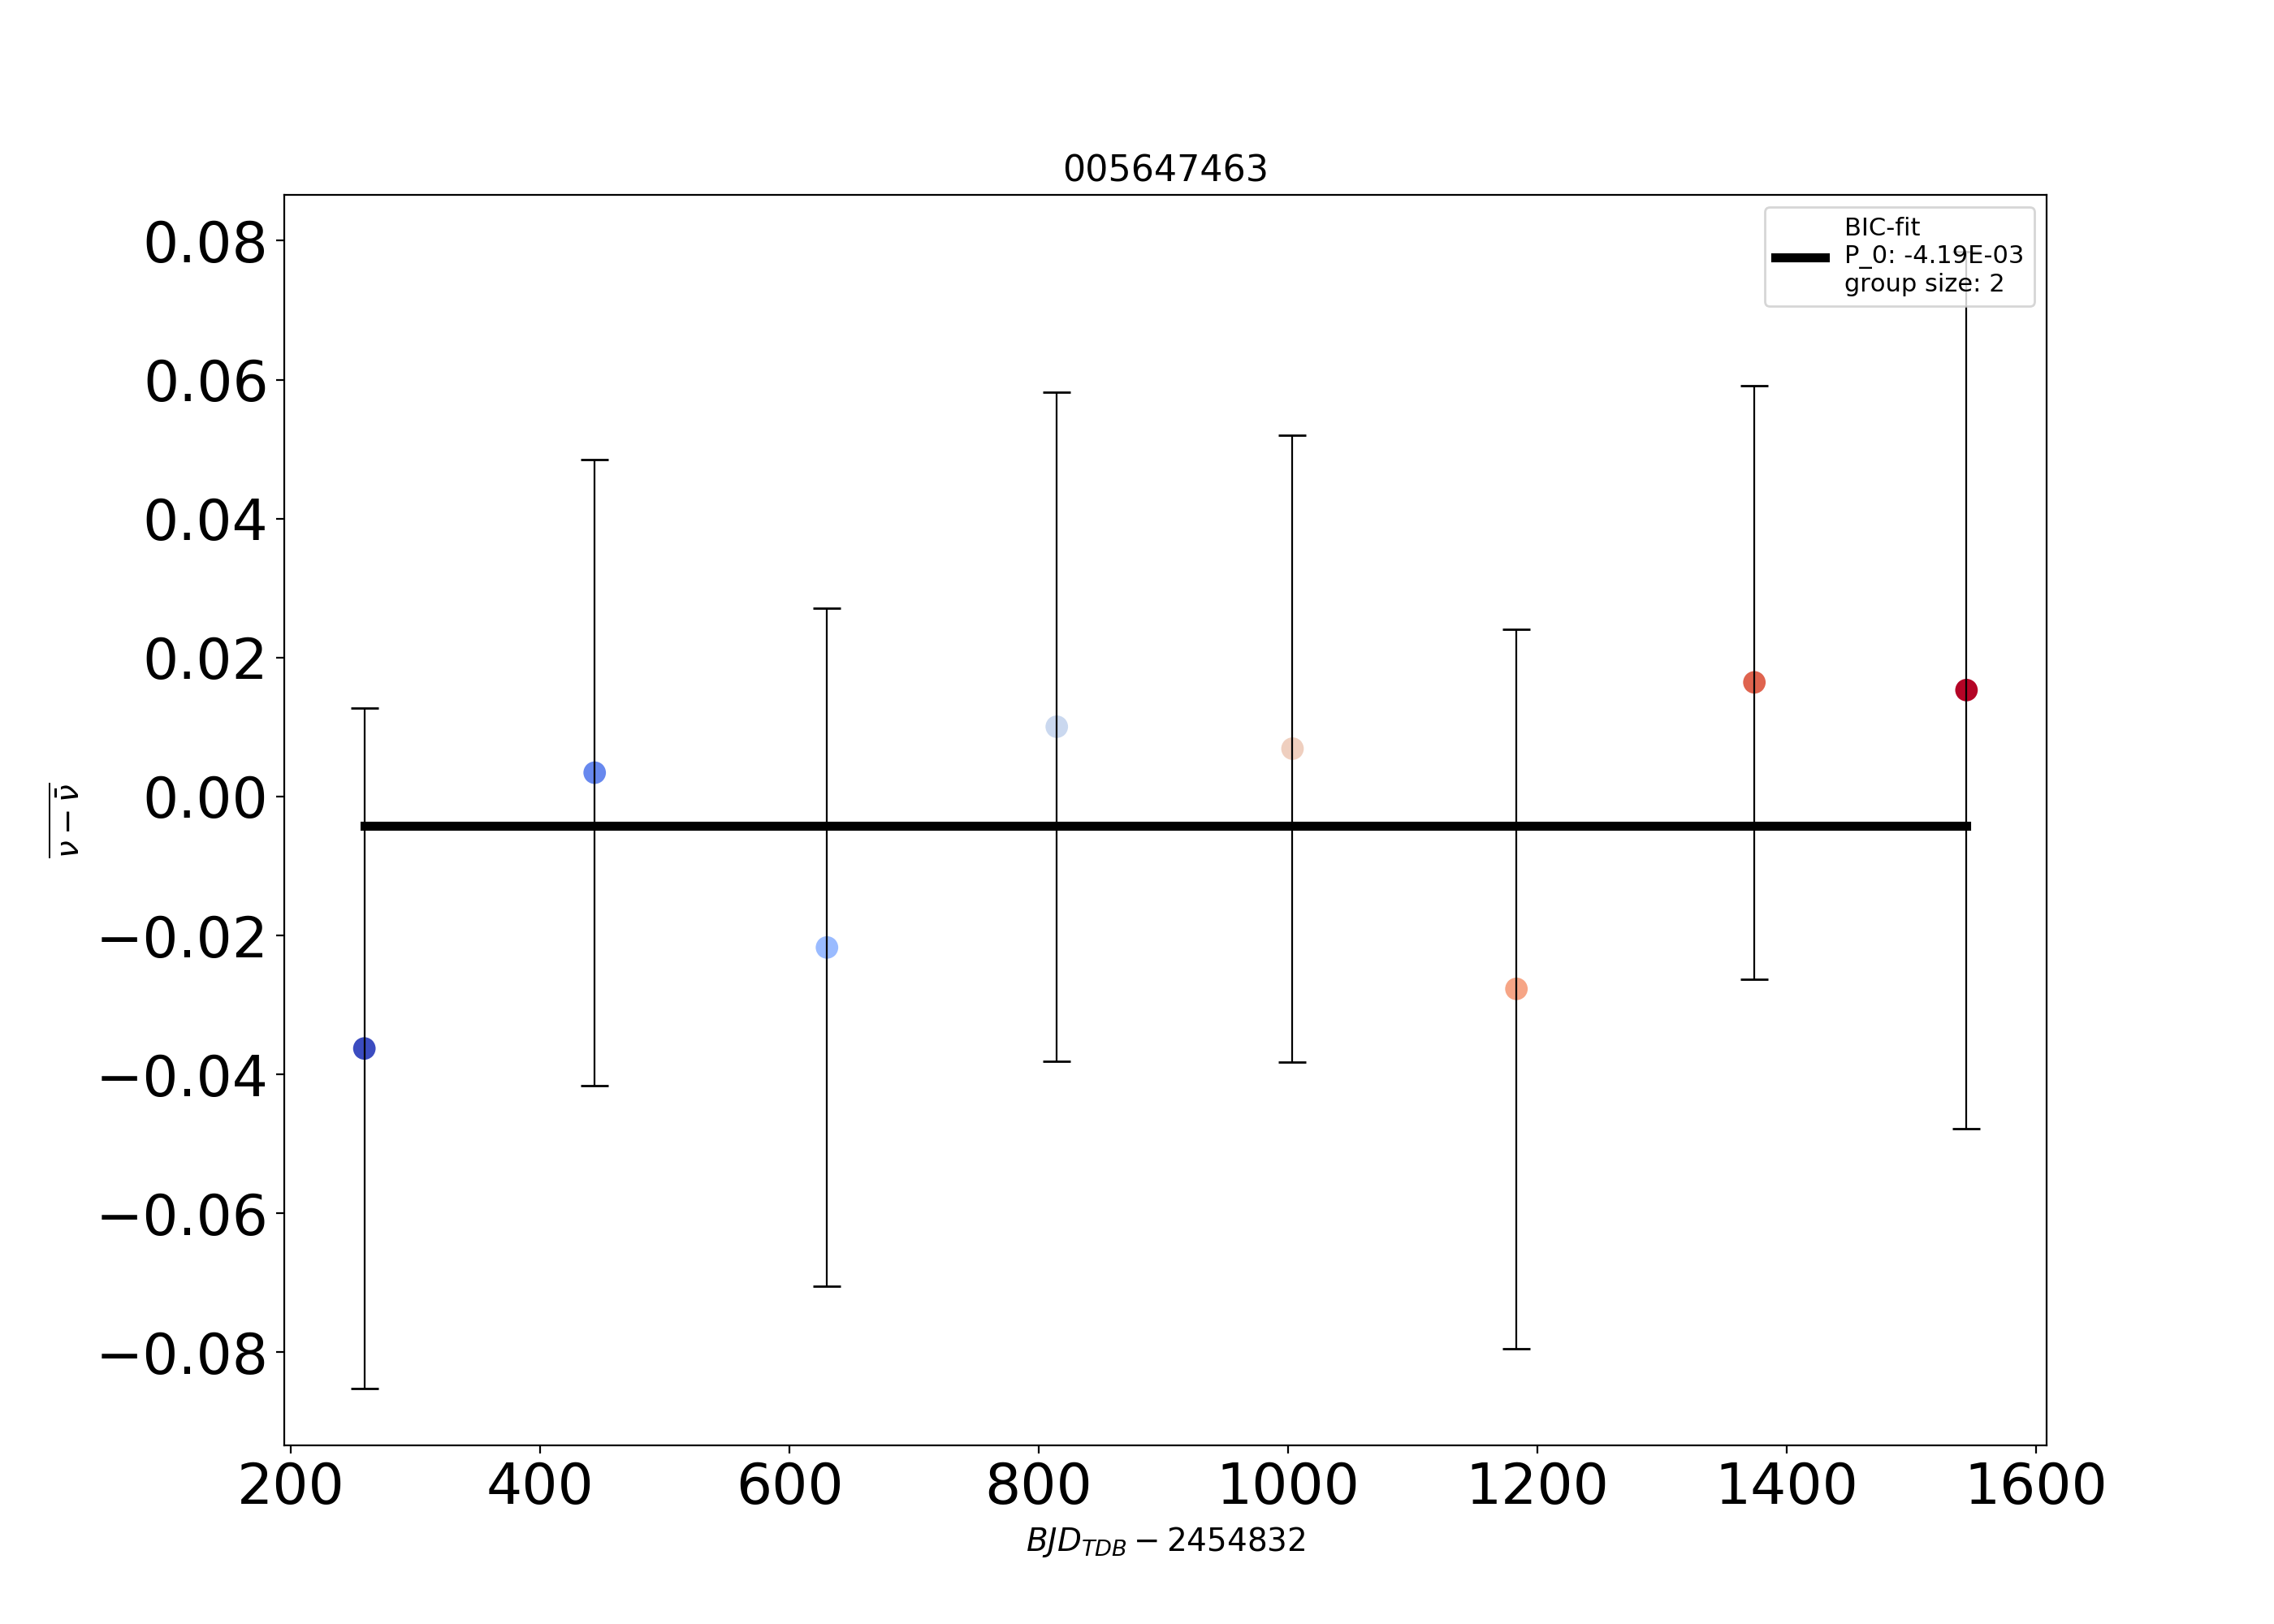 005647463
BIC-fit
P_0: -4.19E-03
group size: 2
0.08
0.06
0.04
0.02
0.00
−0.02
−0.04
−0.06
−0.08
ν − ν̄
200 400 600 800 1000 1200 1400 1600
BJD_TDB − 2454832